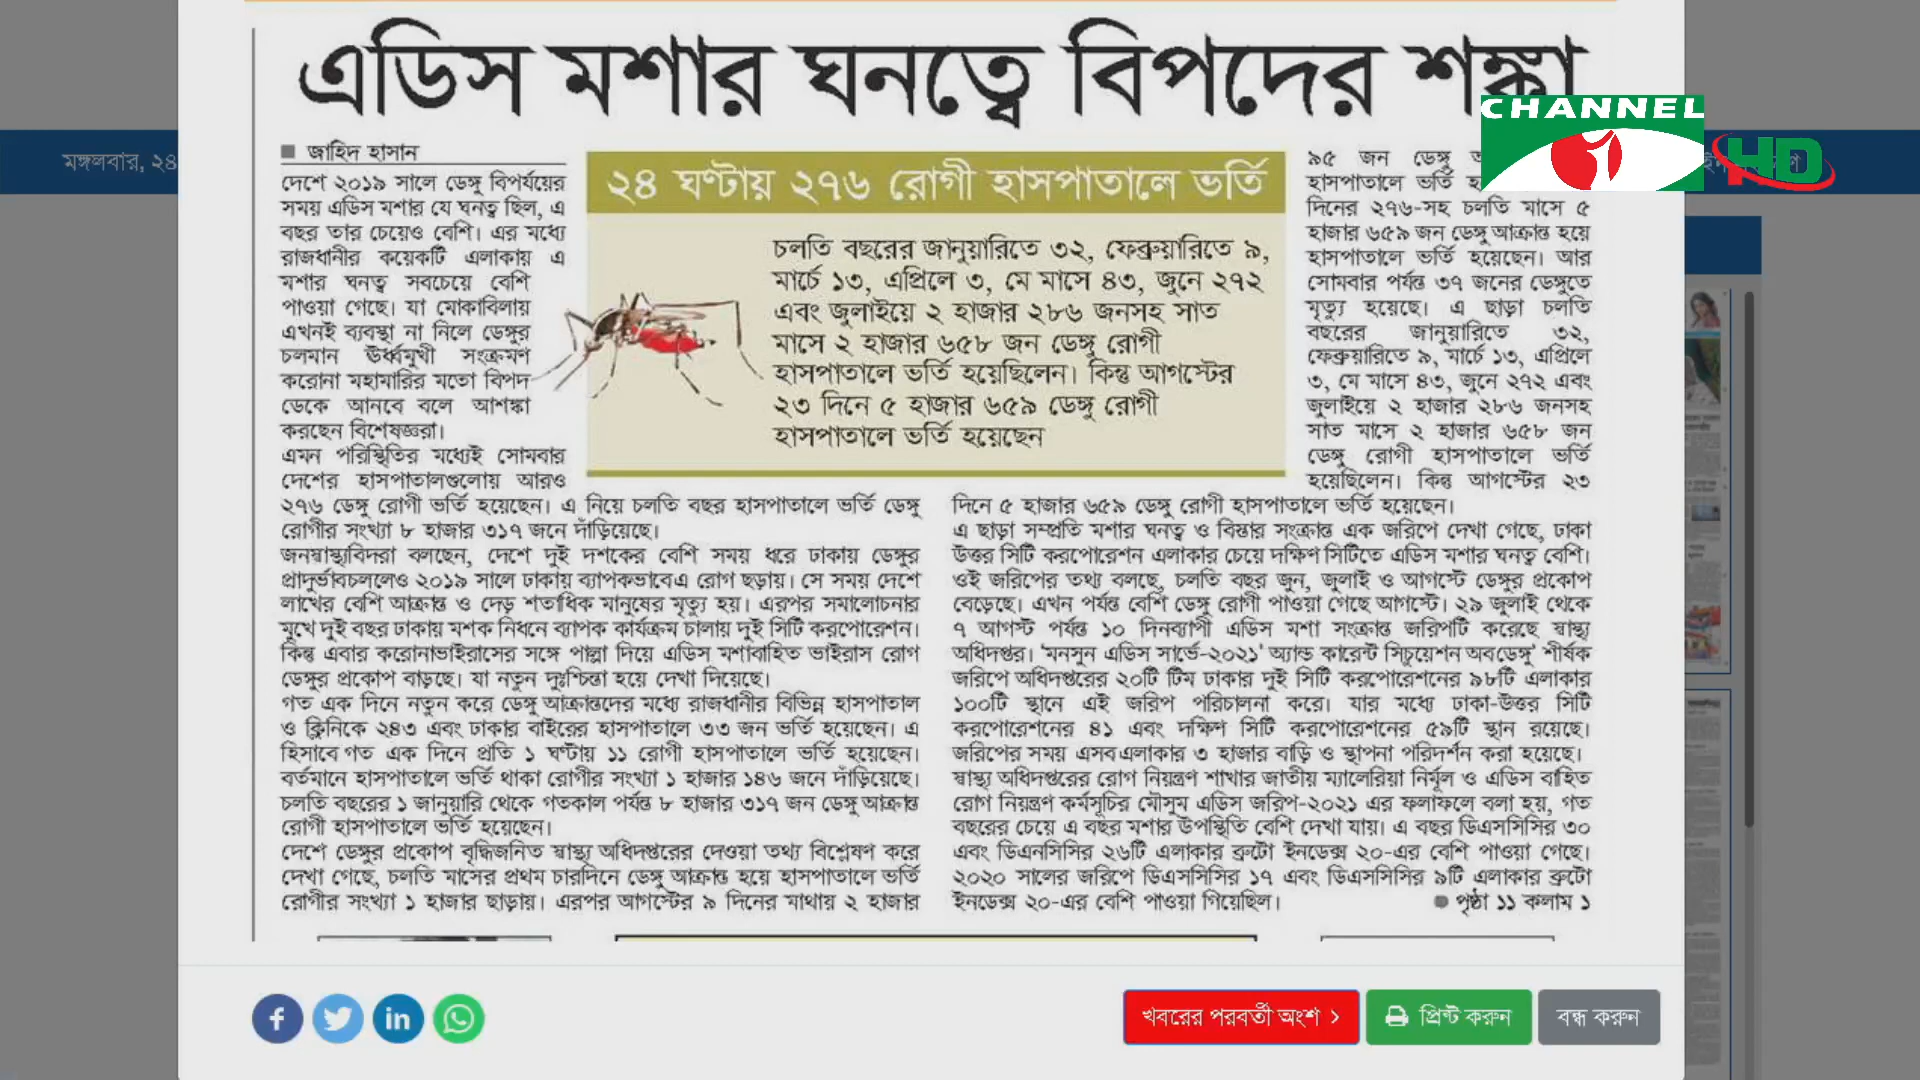 এডিস মশার ঘনত্বে বিপদের শঙ্কা
CHANNEL
HD
মঙ্গলবার, ২৪
জাহিদ হাসান
দেশে ২০১৯ সালে ডেঙ্গু বিপর্যয়ের
সময় এডিস মশার যে ঘনত্ব ছিল, এ
বছর তার চেয়েও বেশি। এর মধ্যে
রাজধানীর কয়েকটি এলাকায় এ
মশার ঘনত্ব সবচেয়ে বেশি
পাওয়া গেছে। যা মোকাবিলায়
এখনই ব্যবস্থা না নিলে ডেঙ্গুর
চলমান ঊর্ধ্বমুখী সংক্রমণ
করোনা মহামারির মতো বিপদ
ডেকে আনবে বলে আশঙ্কা
করছেন বিশেষজ্ঞরা।
এমন পরিস্থিতির মধ্যেই সোমবার
দেশের হাসপাতালগুলোয় আরও
২৭৬ ডেঙ্গু রোগী ভর্তি হয়েছেন। এ নিয়ে চলতি বছর হাসপাতালে ভর্তি ডেঙ্গু
রোগীর সংখ্যা ৮ হাজার ৩১৭ জনে দাঁড়িয়েছে।
জনস্বাস্থ্যবিদরা বলছেন, দেশে দুই দশকের বেশি সময় ধরে ঢাকায় ডেঙ্গুর
প্রাদুর্ভাবচললেও ২০১৯ সালে ঢাকায় ব্যাপকভাবেএ রোগ ছড়ায়। সে সময় দেশে
লাখের বেশি আক্রান্ত ও দেড় শতাধিক মানুষের মৃত্যু হয়। এরপর সমালোচনার
মুখে দুই বছর ঢাকায় মশক নিধনে ব্যাপক কার্যক্রম চালায় দুই সিটি করপোরেশন।
কিন্তু এবার করোনাভাইরাসের সঙ্গে পাল্লা দিয়ে এডিস মশাবাহিত ভাইরাস রোগ
ডেঙ্গুর প্রকোপ বাড়ছে। যা নতুন দুঃশ্চিন্তা হয়ে দেখা দিয়েছে।
গত এক দিনে নতুন করে ডেঙ্গু আক্রান্তদের মধ্যে রাজধানীর বিভিন্ন হাসপাতাল
ও ক্লিনিকে ২৪৩ এবং ঢাকার বাইরের হাসপাতালে ৩৩ জন ভর্তি হয়েছেন। এ
হিসাবে গত এক দিনে প্রতি ১ ঘণ্টায় ১১ রোগী হাসপাতালে ভর্তি হয়েছেন।
বর্তমানে হাসপাতালে ভর্তি থাকা রোগীর সংখ্যা ১ হাজার ১৪৬ জনে দাঁড়িয়েছে।
চলতি বছরের ১ জানুয়ারি থেকে গতকাল পর্যন্ত ৮ হাজার ৩১৭ জন ডেঙ্গু আক্রান্ত
রোগী হাসপাতালে ভর্তি হয়েছেন।
দেশে ডেঙ্গুর প্রকোপ বৃদ্ধিজনিত স্বাস্থ্য অধিদপ্তরের দেওয়া তথ্য বিশ্লেষণ করে
দেখা গেছে, চলতি মাসের প্রথম চারদিনে ডেঙ্গু আক্রান্ত হয়ে হাসপাতালে ভর্তি
রোগীর সংখ্যা ১ হাজার ছাড়ায়। এরপর আগস্টের ৯ দিনের মাথায় ২ হাজার
২৪ ঘণ্টায় ২৭৬ রোগী হাসপাতালে ভর্তি
চলতি বছরের জানুয়ারিতে ৩২, ফেব্রুয়ারিতে ৯,
মার্চে ১৩, এপ্রিলে ৩, মে মাসে ৪৩, জুনে ২৭২
এবং জুলাইয়ে ২ হাজার ২৮৬ জনসহ সাত
মাসে ২ হাজার ৬৫৮ জন ডেঙ্গু রোগী
হাসপাতালে ভর্তি হয়েছিলেন। কিন্তু আগস্টের
২৩ দিনে ৫ হাজার ৬৫৯ ডেঙ্গু রোগী
হাসপাতালে ভর্তি হয়েছেন
৯৫ জন ডেঙ্গু
হাসপাতালে ভর্তি
দিনের ২৭৬-সহ চলতি মাসে ৫
হাজার ৬৫৯ জন ডেঙ্গু আক্রান্ত হয়ে
হাসপাতালে ভর্তি হয়েছেন। আর
সোমবার পর্যন্ত ৩৭ জনের ডেঙ্গুতে
মৃত্যু হয়েছে। এ ছাড়া চলতি
বছরের জানুয়ারিতে ৩২,
ফেব্রুয়ারিতে ৯, মার্চে ১৩, এপ্রিলে
৩, মে মাসে ৪৩, জুনে ২৭২ এবং
জুলাইয়ে ২ হাজার ২৮৬ জনসহ
সাত মাসে ২ হাজার ৬৫৮ জন
ডেঙ্গু রোগী হাসপাতালে ভর্তি
হয়েছিলেন। কিন্তু আগস্টের ২৩
দিনে ৫ হাজার ৬৫৯ ডেঙ্গু রোগী হাসপাতালে ভর্তি হয়েছেন।
এ ছাড়া সম্প্রতি মশার ঘনত্ব ও বিস্তার সংক্রান্ত এক জরিপে দেখা গেছে, ঢাকা
উত্তর সিটি করপোরেশন এলাকার চেয়ে দক্ষিণ সিটিতে এডিস মশার ঘনত্ব বেশি।
ওই জরিপের তথ্য বলছে, চলতি বছর জুন, জুলাই ও আগস্টে ডেঙ্গুর প্রকোপ
বেড়েছে। এখন পর্যন্ত বেশি ডেঙ্গু রোগী পাওয়া গেছে আগস্টে। ২৯ জুলাই থেকে
৭ আগস্ট পর্যন্ত ১০ দিনব্যাপী এডিস মশা সংক্রান্ত জরিপটি করেছে স্বাস্থ্য
অধিদপ্তর। 'মনসুন এডিস সার্ভে-২০২১' অ্যান্ড কারেন্ট সিচুয়েশন অবডেঙ্গু' শীর্ষক
জরিপে অধিদপ্তরের ২০টি টিম ঢাকার দুই সিটি করপোরেশনের ৯৮টি এলাকার
১০০টি স্থানে এই জরিপ পরিচালনা করে। যার মধ্যে ঢাকা-উত্তর সিটি
করপোরেশনের ৪১ এবং দক্ষিণ সিটি করপোরেশনের ৫৯টি স্থান রয়েছে।
জরিপের সময় এসবএলাকার ৩ হাজার বাড়ি ও স্থাপনা পরিদর্শন করা হয়েছে।
স্বাস্থ্য অধিদপ্তরের রোগ নিয়ন্ত্রণ শাখার জাতীয় ম্যালেরিয়া নির্মূল ও এডিস বাহিত
রোগ নিয়ন্ত্রণ কর্মসূচির মৌসুম এডিস জরিপ-২০২১ এর ফলাফলে বলা হয়, গত
বছরের চেয়ে এ বছর মশার উপস্থিতি বেশি দেখা যায়। এ বছর ডিএসসিসির ৩০
এবং ডিএনসিসির ২৬টি এলাকার ব্রুটো ইনডেক্স ২০-এর বেশি পাওয়া গেছে।
২০২০ সালের জরিপে ডিএসসিসির ১৭ এবং ডিএসসিসির ৯টি এলাকার ব্রুটো
ইনডেক্স ২০-এর বেশি পাওয়া গিয়েছিল।
পৃষ্ঠা ১১ কলাম ১
খবরের পরবর্তী অংশ
প্রিন্ট করুন
বন্ধ করুন